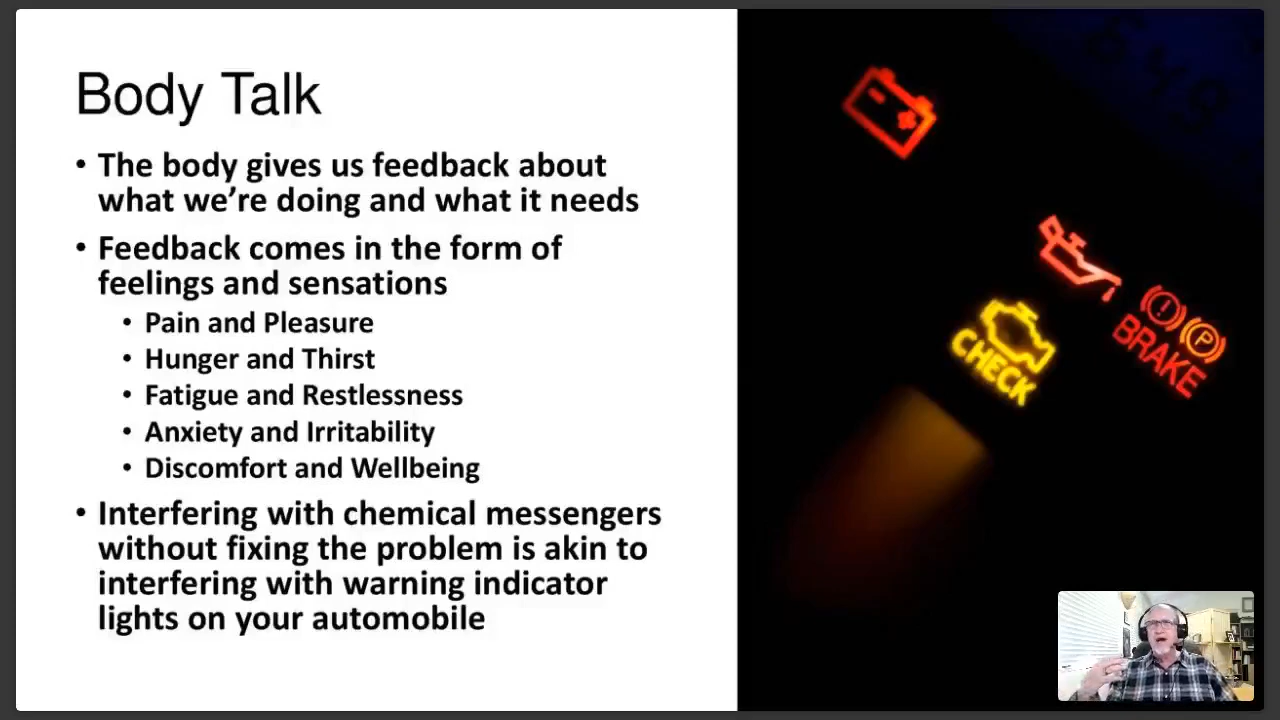 Body Talk
• The body gives us feedback about
what we’re doing and what it needs
• Feedback comes in the form of
feelings and sensations
• Pain and Pleasure
• Hunger and Thirst
• Fatigue and Restlessness
• Anxiety and Irritability
• Discomfort and Wellbeing
• Interfering with chemical messengers
without fixing the problem is akin to
interfering with warning indicator
lights on your automobile
CHECK
P
BRAKE